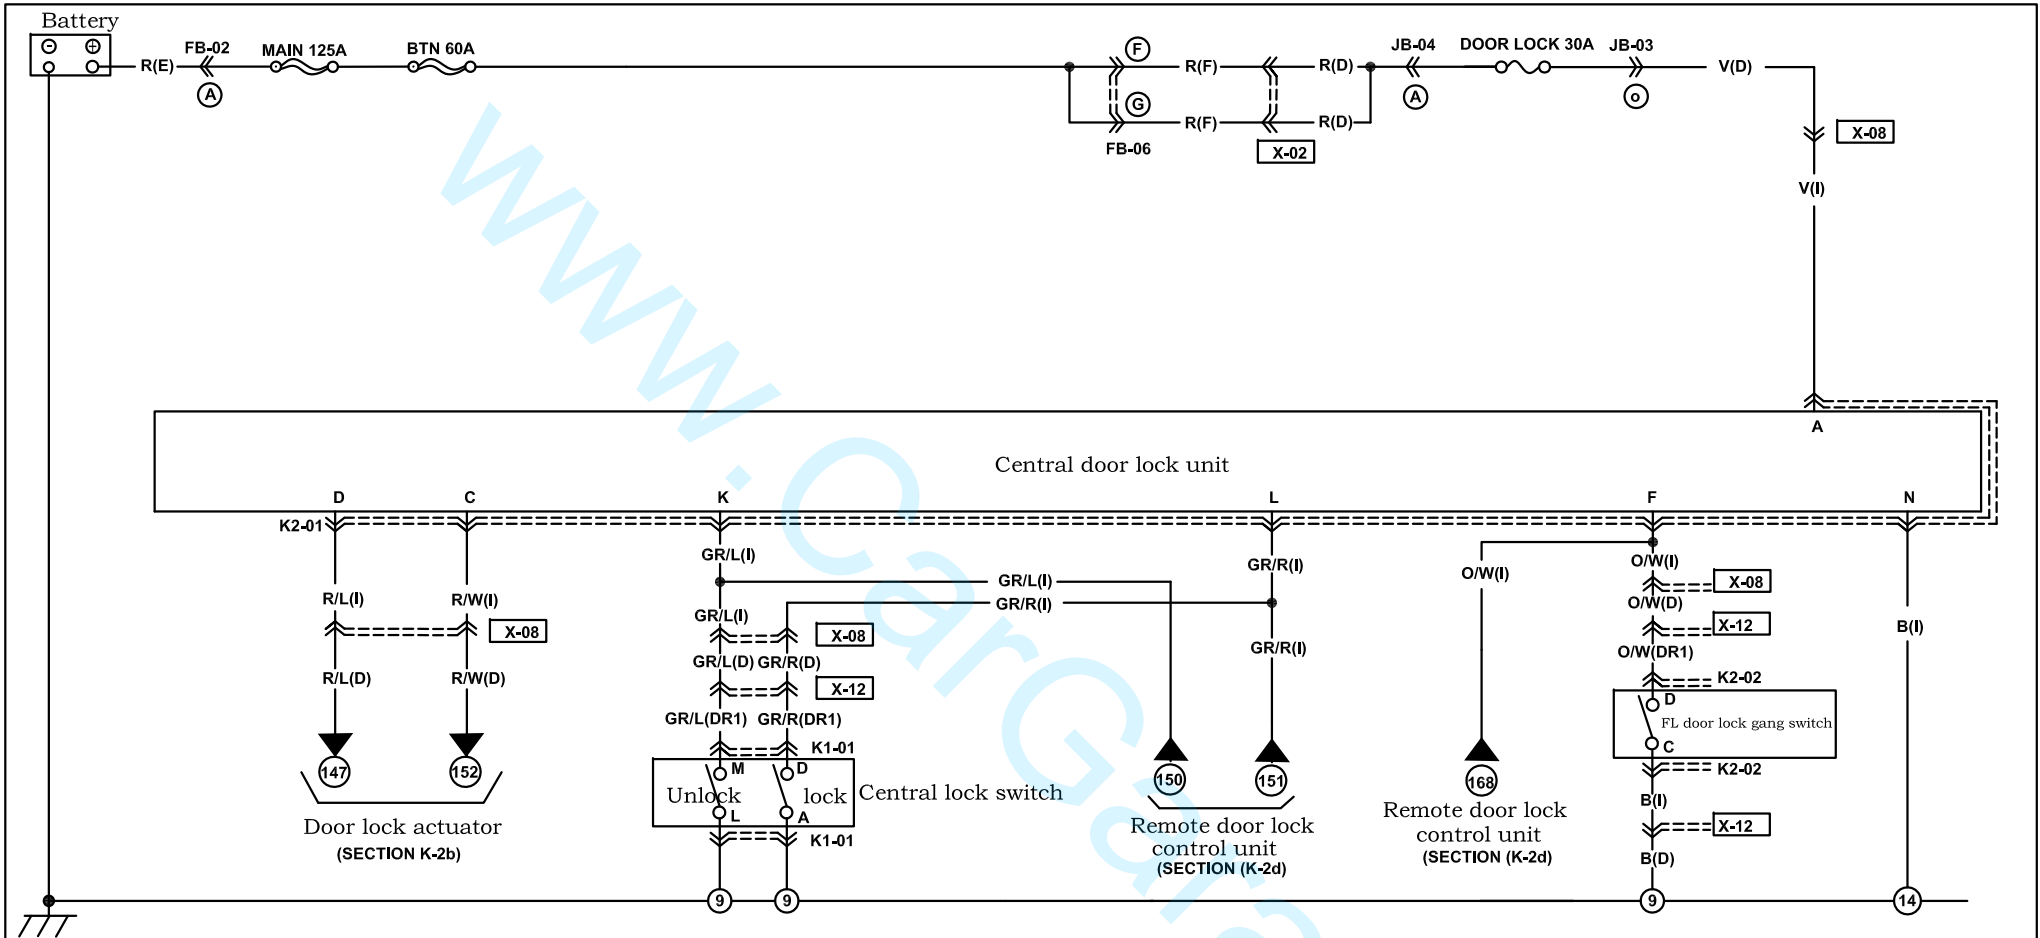 Battery
FB-02
MAIN 125A
BTN 60A
R(E)
A
F
R(F)
R(D)
G
R(F)
R(D)
FB-06
X-02
JB-04
DOOR LOCK 30A
JB-03
A
o
V(D)
X-08
V(I)
A
Central door lock unit
D
C
K
L
F
N
K2-01
GR/L(I)
GR/R(I)
O/W(I)
O/W(I)
GR/L(I)
GR/R(I)
X-08
O/W(D)
R/L(I)
R/W(I)
X-08
GR/L(I)
X-08
X-12
B(I)
GR/R(I)
O/W(DR1)
GR/L(D)
GR/R(D)
R/L(D)
R/W(D)
X-12
K2-02
GR/L(DR1)
GR/R(DR1)
D
FL door lock gang switch
C
K1-01
K2-02
M
D
Unlock
lock
L
A
Central lock switch
K1-01
147
152
150
151
168
Door lock actuator
(SECTION K-2b)
Remote door lock
control unit
(SECTION (K-2d)
Remote door lock
control unit
(SECTION (K-2d)
B(I)
X-12
B(D)
9
9
9
14
www.CarGara